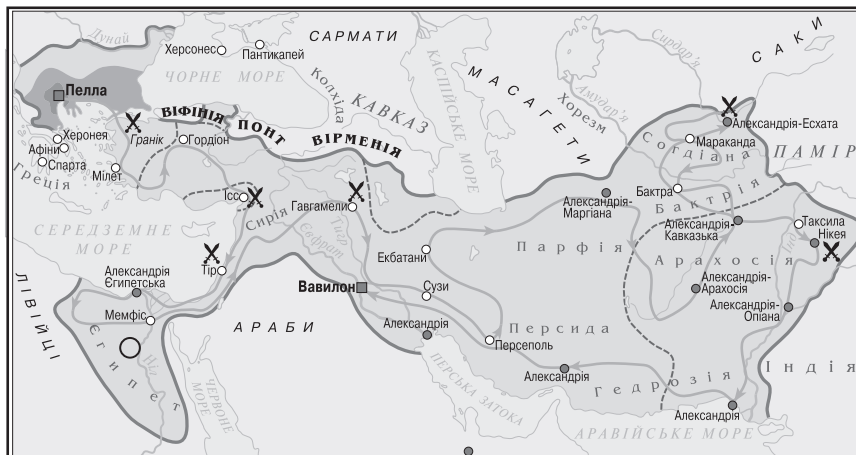 Дунай
Херсонес
Пантикапей
САРМАТИ
ЧОРНЕ МОРЕ
Колхіда
КАВКАЗ
КАСПІЙСЬКЕ МОРЕ
МАСАГЕТИ
Хорезм
Сирдар'я
Амудар'я
САКИ
Пелла
ВІФІНІЯ
ПОНТ
ВІРМЕНІЯ
Гранік
Гордіон
Херонея
Афіни
Спарта
Греція
Мілет
Александрія-Есхата
Мараканда
Согдіана
ПАМІР
Бактра
Бактрія
Ісс
Гавгамели
Сирія
Тигр
Евфрат
Александрія-
Маргіана
Александрія-
Кавказька
Таксила
Нікея
Інд
СЕРЕДЗЕМНЕ
МОРЕ
Тір
Екбатани
Парфія
Арахосія
ЛІВІЙЦІ
Александрія
Єгипетська
Вавилон
Сузи
Александрія-
Арахосія
Александрія-
Опіана
Мемфіс
АРАБИ
Александрія
Персида
Персеполь
Єгипет
Ніл
ЧЕРВОНЕ
МОРЕ
ПЕРСЬКА ЗАТОКА
Александрія
Гедрозія
Індія
Александрія
АРАВІЙСЬКЕ МОРЕ